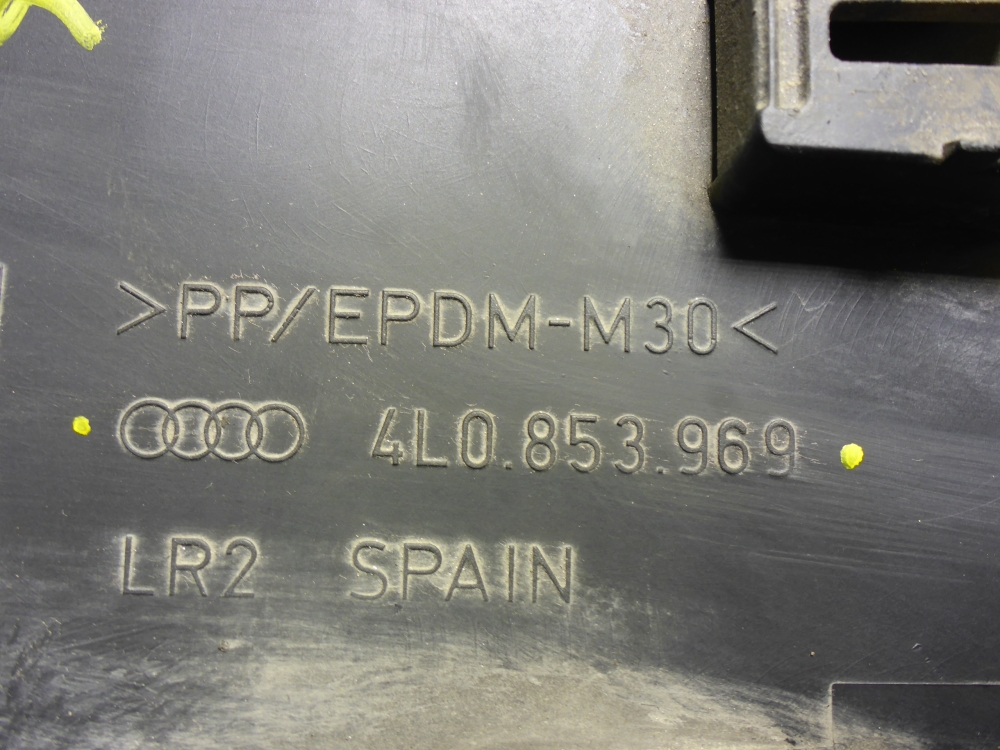 >PP/EPDM-M30<
4L0.853.969
LR2 SPAIN